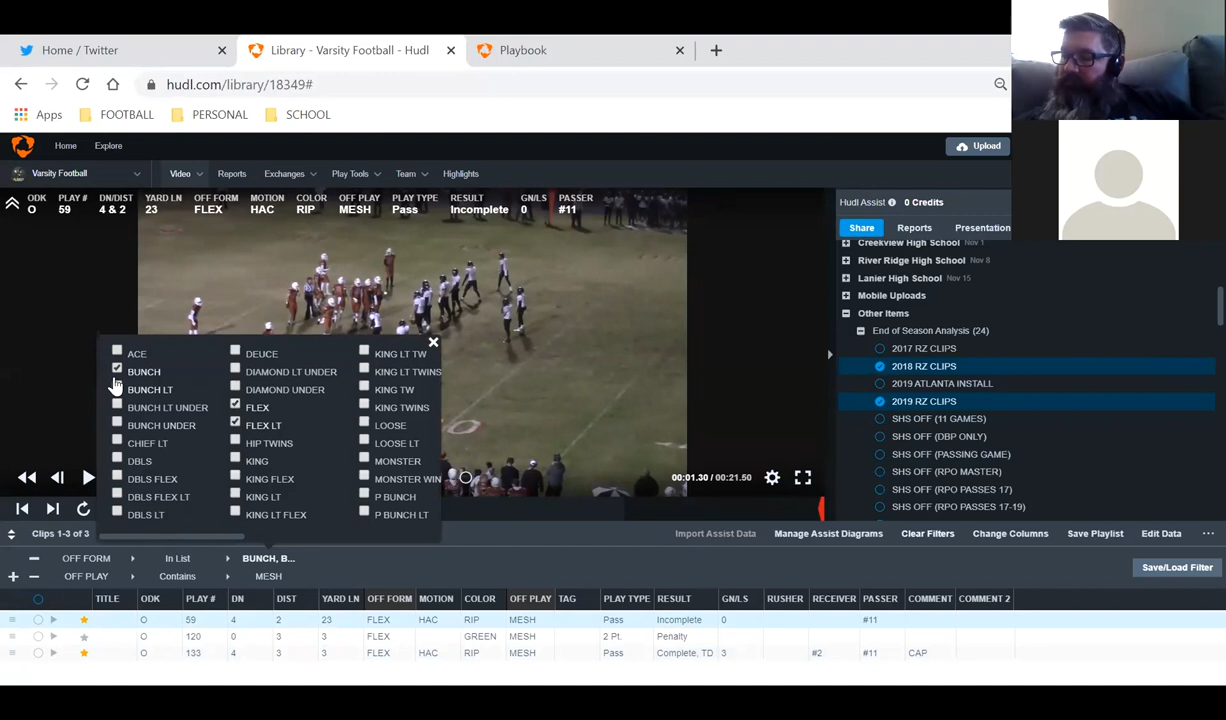 Home / Twitter
Library - Varsity Football - Hudl
Playbook
hudl.com/library/18349#
Apps FOOTBALL PERSONAL SCHOOL
Home Explore
Upload
Varsity Football
Video Reports Exchanges Play Tools Team Highlights
ODK PLAY # DN/DIST YARD LN OFF FORM MOTION COLOR OFF PLAY PLAY TYPE RESULT GN/LS PASSER
O 59 4 & 2 23 FLEX HAC RIP MESH Pass Incomplete 0 #11
Hudl Assist 0 Credits
Share Reports Presentation
Creekview High School Nov 1
River Ridge High School Nov 8
Lanier High School Nov 15
Mobile Uploads
Other Items
End of Season Analysis (24)
2017 RZ CLIPS
2018 RZ CLIPS
2019 ATLANTA INSTALL
2019 RZ CLIPS
SHS OFF (11 GAMES)
SHS OFF (DBP ONLY)
SHS OFF (PASSING GAME)
SHS OFF (RPO MASTER)
SHS OFF (RPO PASSES 17)
SHS OFF (RPO PASSES 17-19)
ACE DEUCE KING LT TW
BUNCH DIAMOND LT UNDER KING LT TWINS
BUNCH LT DIAMOND UNDER KING TW
BUNCH LT UNDER FLEX KING TWINS
BUNCH UNDER FLEX LT LOOSE
CHIEF LT HIP TWINS LOOSE LT
DBLS KING MONSTER
DBLS FLEX KING FLEX MONSTER WIN
DBLS FLEX LT KING LT P BUNCH
DBLS LT KING LT FLEX P BUNCH LT
00:01.30 / 00:21.50
Clips 1-3 of 3
Import Assist Data Manage Assist Diagrams Clear Filters Change Columns Save Playlist Edit Data
OFF FORM In List BUNCH, B...
OFF PLAY Contains MESH
Save/Load Filter
TITLE ODK PLAY # DN DIST YARD LN OFF FORM MOTION COLOR OFF PLAY TAG PLAY TYPE RESULT GN/LS RUSHER RECEIVER PASSER COMMENT COMMENT 2
O 59 4 2 23 FLEX HAC RIP MESH Pass Incomplete 0 #11
O 120 0 3 3 FLEX GREEN MESH 2 Pt. Penalty
O 133 4 3 3 FLEX HAC RIP MESH Pass Complete, TD 3 #2 #11 CAP